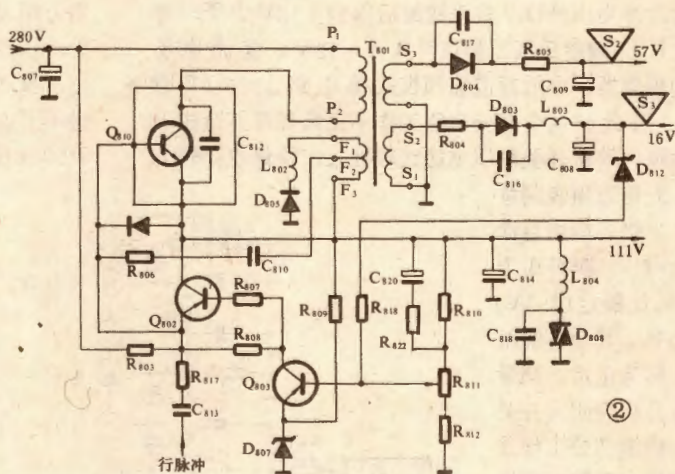 280V
C807
P1
P2
T801
S3
C817
D804
R805
S2
57V
C809
Q810
C812
L802
D805
F1
F2
F3
S2
S1
R804
D803
C816
L803
S3
16V
C808
D812
R806
C810
111V
Q802
R807
R809
R818
C820
R822
C814
R810
L804
C818
D808
R803
R808
R817
C813
Q803
D807
R811
R812
②
行脉冲